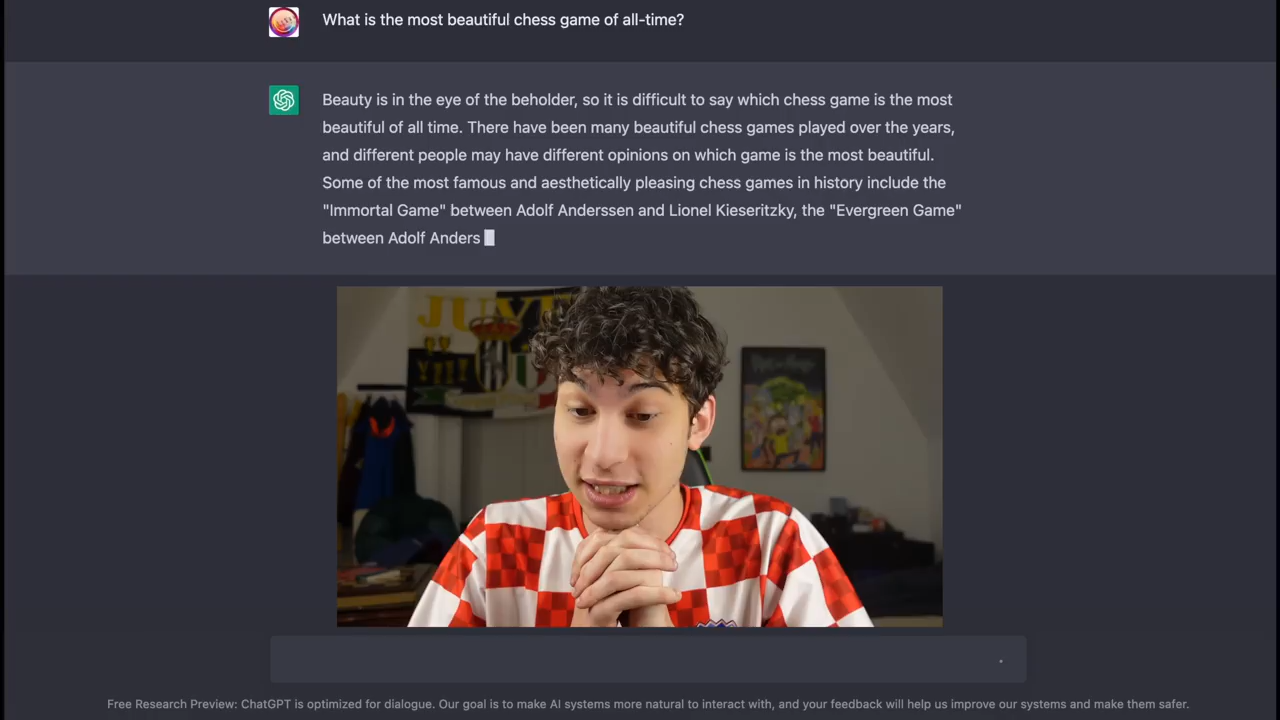 What is the most beautiful chess game of all-time?
Beauty is in the eye of the beholder, so it is difficult to say which chess game is the most
beautiful of all time. There have been many beautiful chess games played over the years,
and different people may have different opinions on which game is the most beautiful.
Some of the most famous and aesthetically pleasing chess games in history include the
"Immortal Game" between Adolf Anderssen and Lionel Kieseritzky, the "Evergreen Game"
between Adolf Anders
JUVE
Free Research Preview: ChatGPT is optimized for dialogue. Our goal is to make AI systems more natural to interact with, and your feedback will help us improve our systems and make them safer.